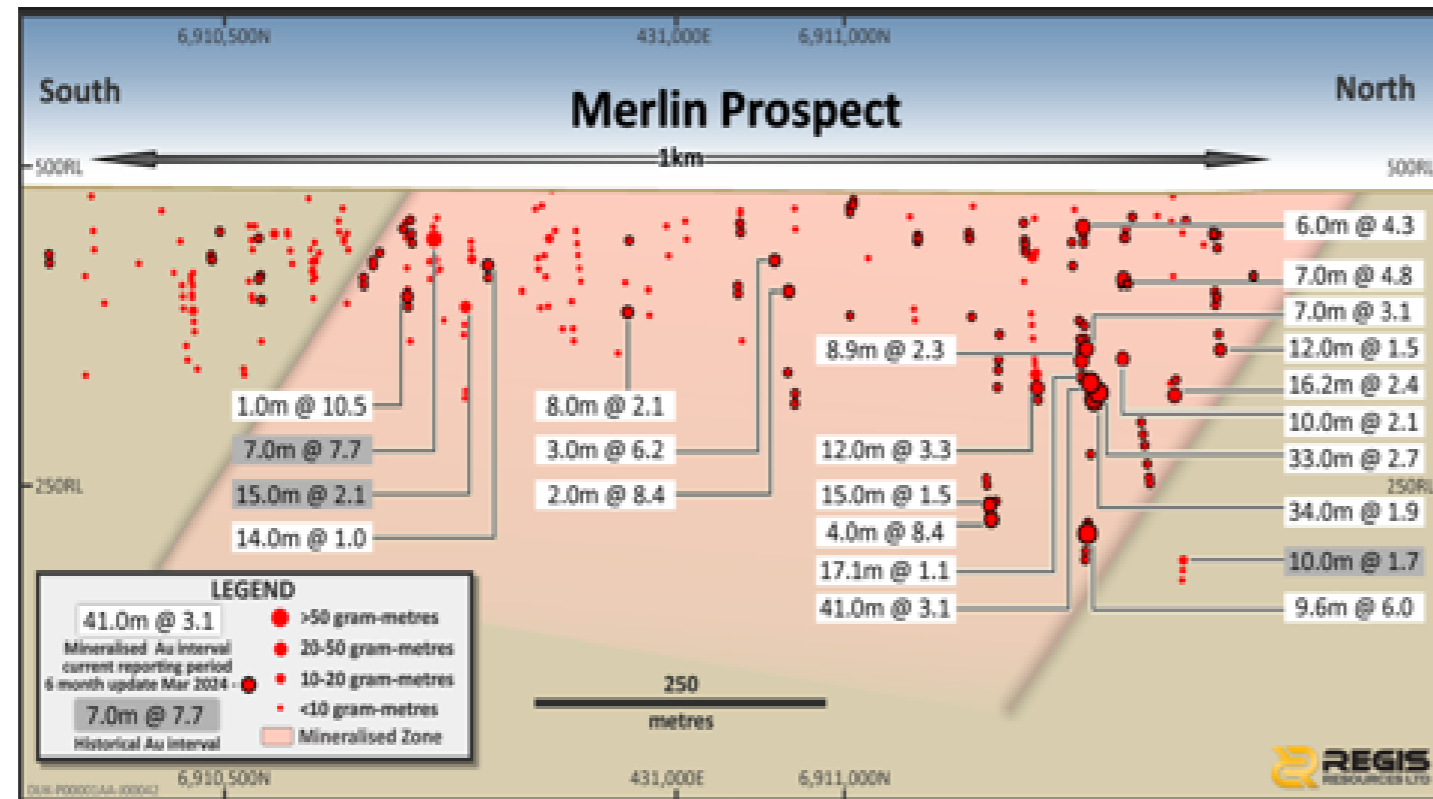 6,910,500N 431,000E 6,911,000N
South
North
Merlin Prospect
1km
500RL
500RL
6.0m @ 4.3
7.0m @ 4.8
7.0m @ 3.1
8.9m @ 2.3
12.0m @ 1.5
16.2m @ 2.4
10.0m @ 2.1
33.0m @ 2.7
1.0m @ 10.5
7.0m @ 7.7
15.0m @ 2.1
14.0m @ 1.0
8.0m @ 2.1
3.0m @ 6.2
2.0m @ 8.4
12.0m @ 3.3
15.0m @ 1.5
4.0m @ 8.4
17.1m @ 1.1
41.0m @ 3.1
250RL
250RL
34.0m @ 1.9
10.0m @ 1.7
9.6m @ 6.0
LEGEND
41.0m @ 3.1
Mineralised Au interval
current reporting period
6 month update Mar 2024 -
7.0m @ 7.7
Historical Au interval
>50 gram-metres
20-50 gram-metres
10-20 gram-metres
<10 gram-metres
Mineralised Zone
250
metres
6,910,500N 431,000E 6,911,000N
REGIS
RESOURCES LTD